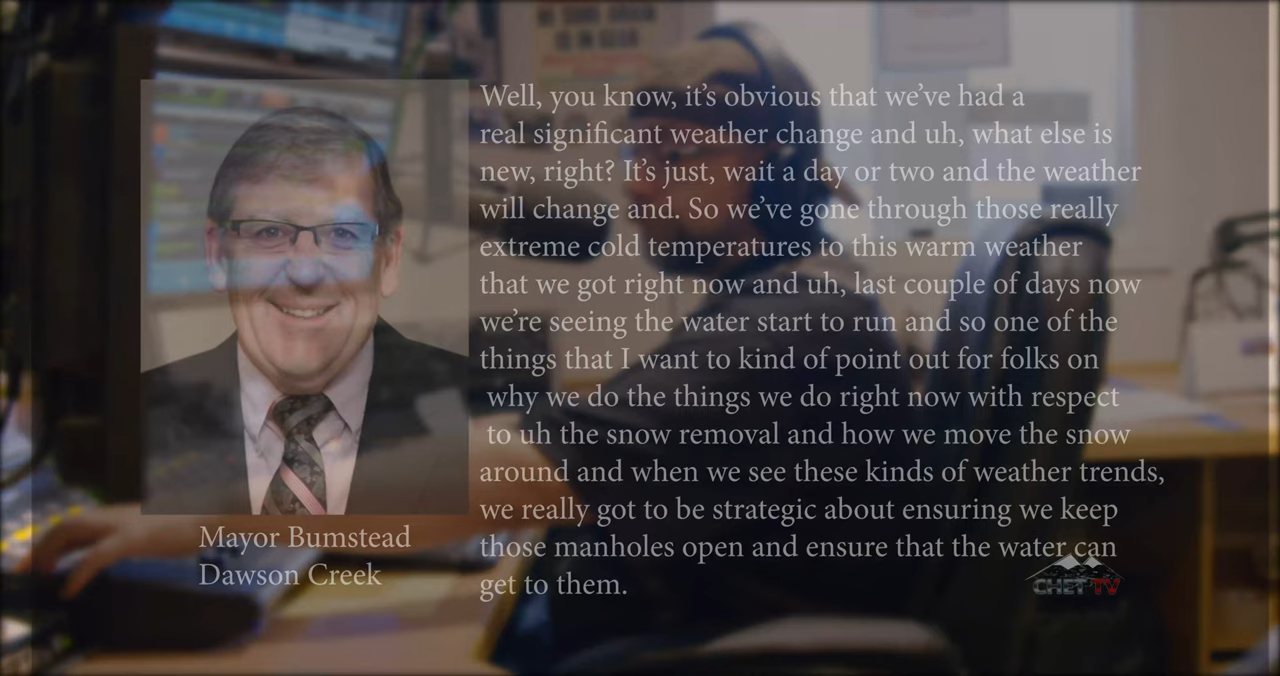 Well, you know, it's obvious that we've had a
real significant weather change and uh, what else is
new, right? It's just, wait a day or two and the weather
will change and. So we've gone through those really
extreme cold temperatures to this warm weather
that we got right now and uh, last couple of days now
we're seeing the water start to run and so one of the
things that I want to kind of point out for folks on
why we do the things we do right now with respect
to uh the snow removal and how we move the snow
around and when we see these kinds of weather trends,
we really got to be strategic about ensuring we keep
those manholes open and ensure that the water can
get to them.
Mayor Bumstead
Dawson Creek
CHET TV